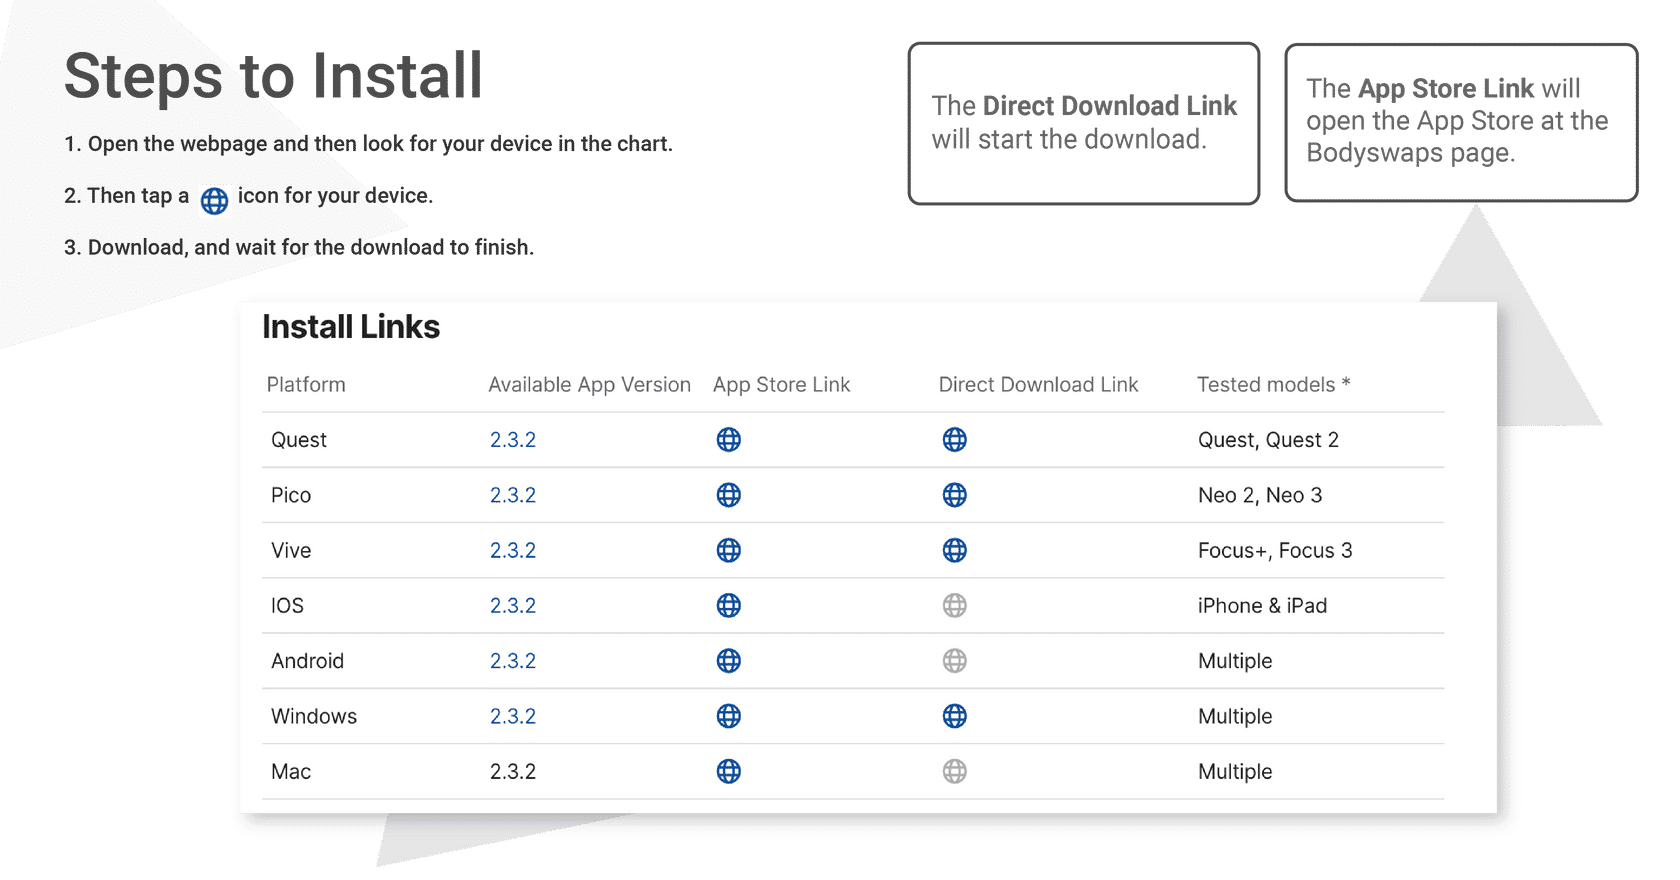 Steps to Install
1. Open the webpage and then look for your device in the chart.
2. Then tap a icon for your device.
3. Download, and wait for the download to finish.
The Direct Download Link
will start the download.
The App Store Link will
open the App Store at the
Bodyswaps page.
Install Links
Platform Available App Version App Store Link Direct Download Link Tested models *
Quest 2.3.2 Quest, Quest 2
Pico 2.3.2 Neo 2, Neo 3
Vive 2.3.2 Focus+, Focus 3
IOS 2.3.2 iPhone & iPad
Android 2.3.2 Multiple
Windows 2.3.2 Multiple
Mac 2.3.2 Multiple